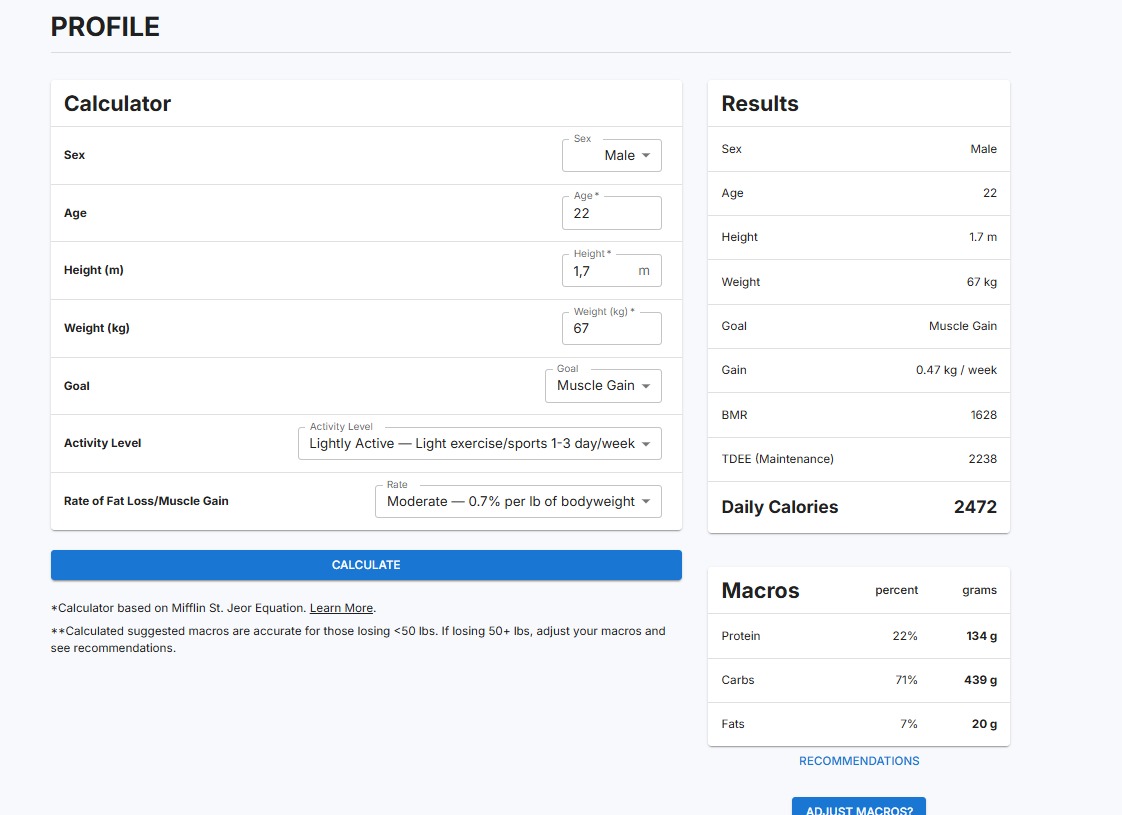 PROFILE
Calculator
Sex
Sex
Male
Age
Age *
22
Height (m)
Height *
1,7 m
Weight (kg)
Weight (kg) *
67
Goal
Goal
Muscle Gain
Activity Level
Activity Level
Lightly Active — Light exercise/sports 1-3 day/week
Rate of Fat Loss/Muscle Gain
Rate
Moderate — 0.7% per lb of bodyweight
CALCULATE
*Calculator based on Mifflin St. Jeor Equation. Learn More.
**Calculated suggested macros are accurate for those losing <50 lbs. If losing 50+ lbs, adjust your macros and
see recommendations.
Results
Sex Male
Age 22
Height 1.7 m
Weight 67 kg
Goal Muscle Gain
Gain 0.47 kg / week
BMR 1628
TDEE (Maintenance) 2238
Daily Calories 2472
Macros percent grams
Protein 22% 134 g
Carbs 71% 439 g
Fats 7% 20 g
RECOMMENDATIONS
ADJUST MACROS?